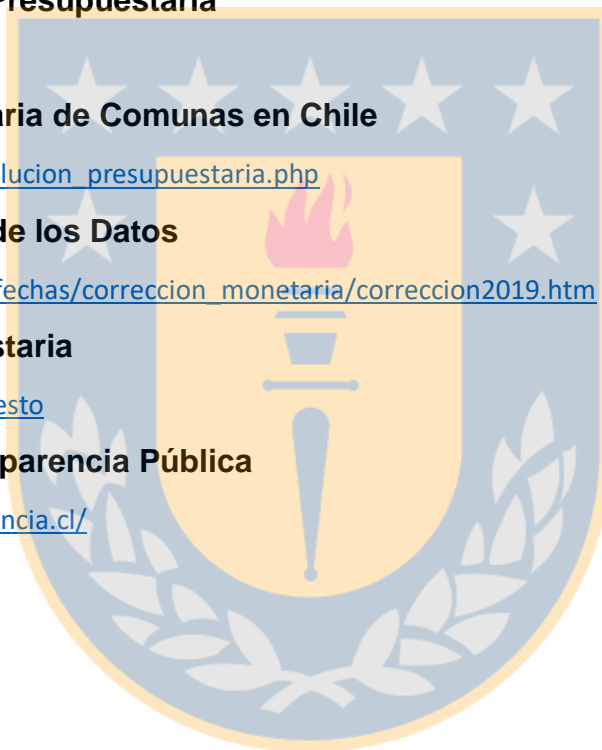 Presupuestaria
aria de Comunas en Chile
lucion_presupuestaria.php
de los Datos
fechas/correccion_monetaria/correccion2019.htm
staria
esto
parencia Pública
ncia.cl/